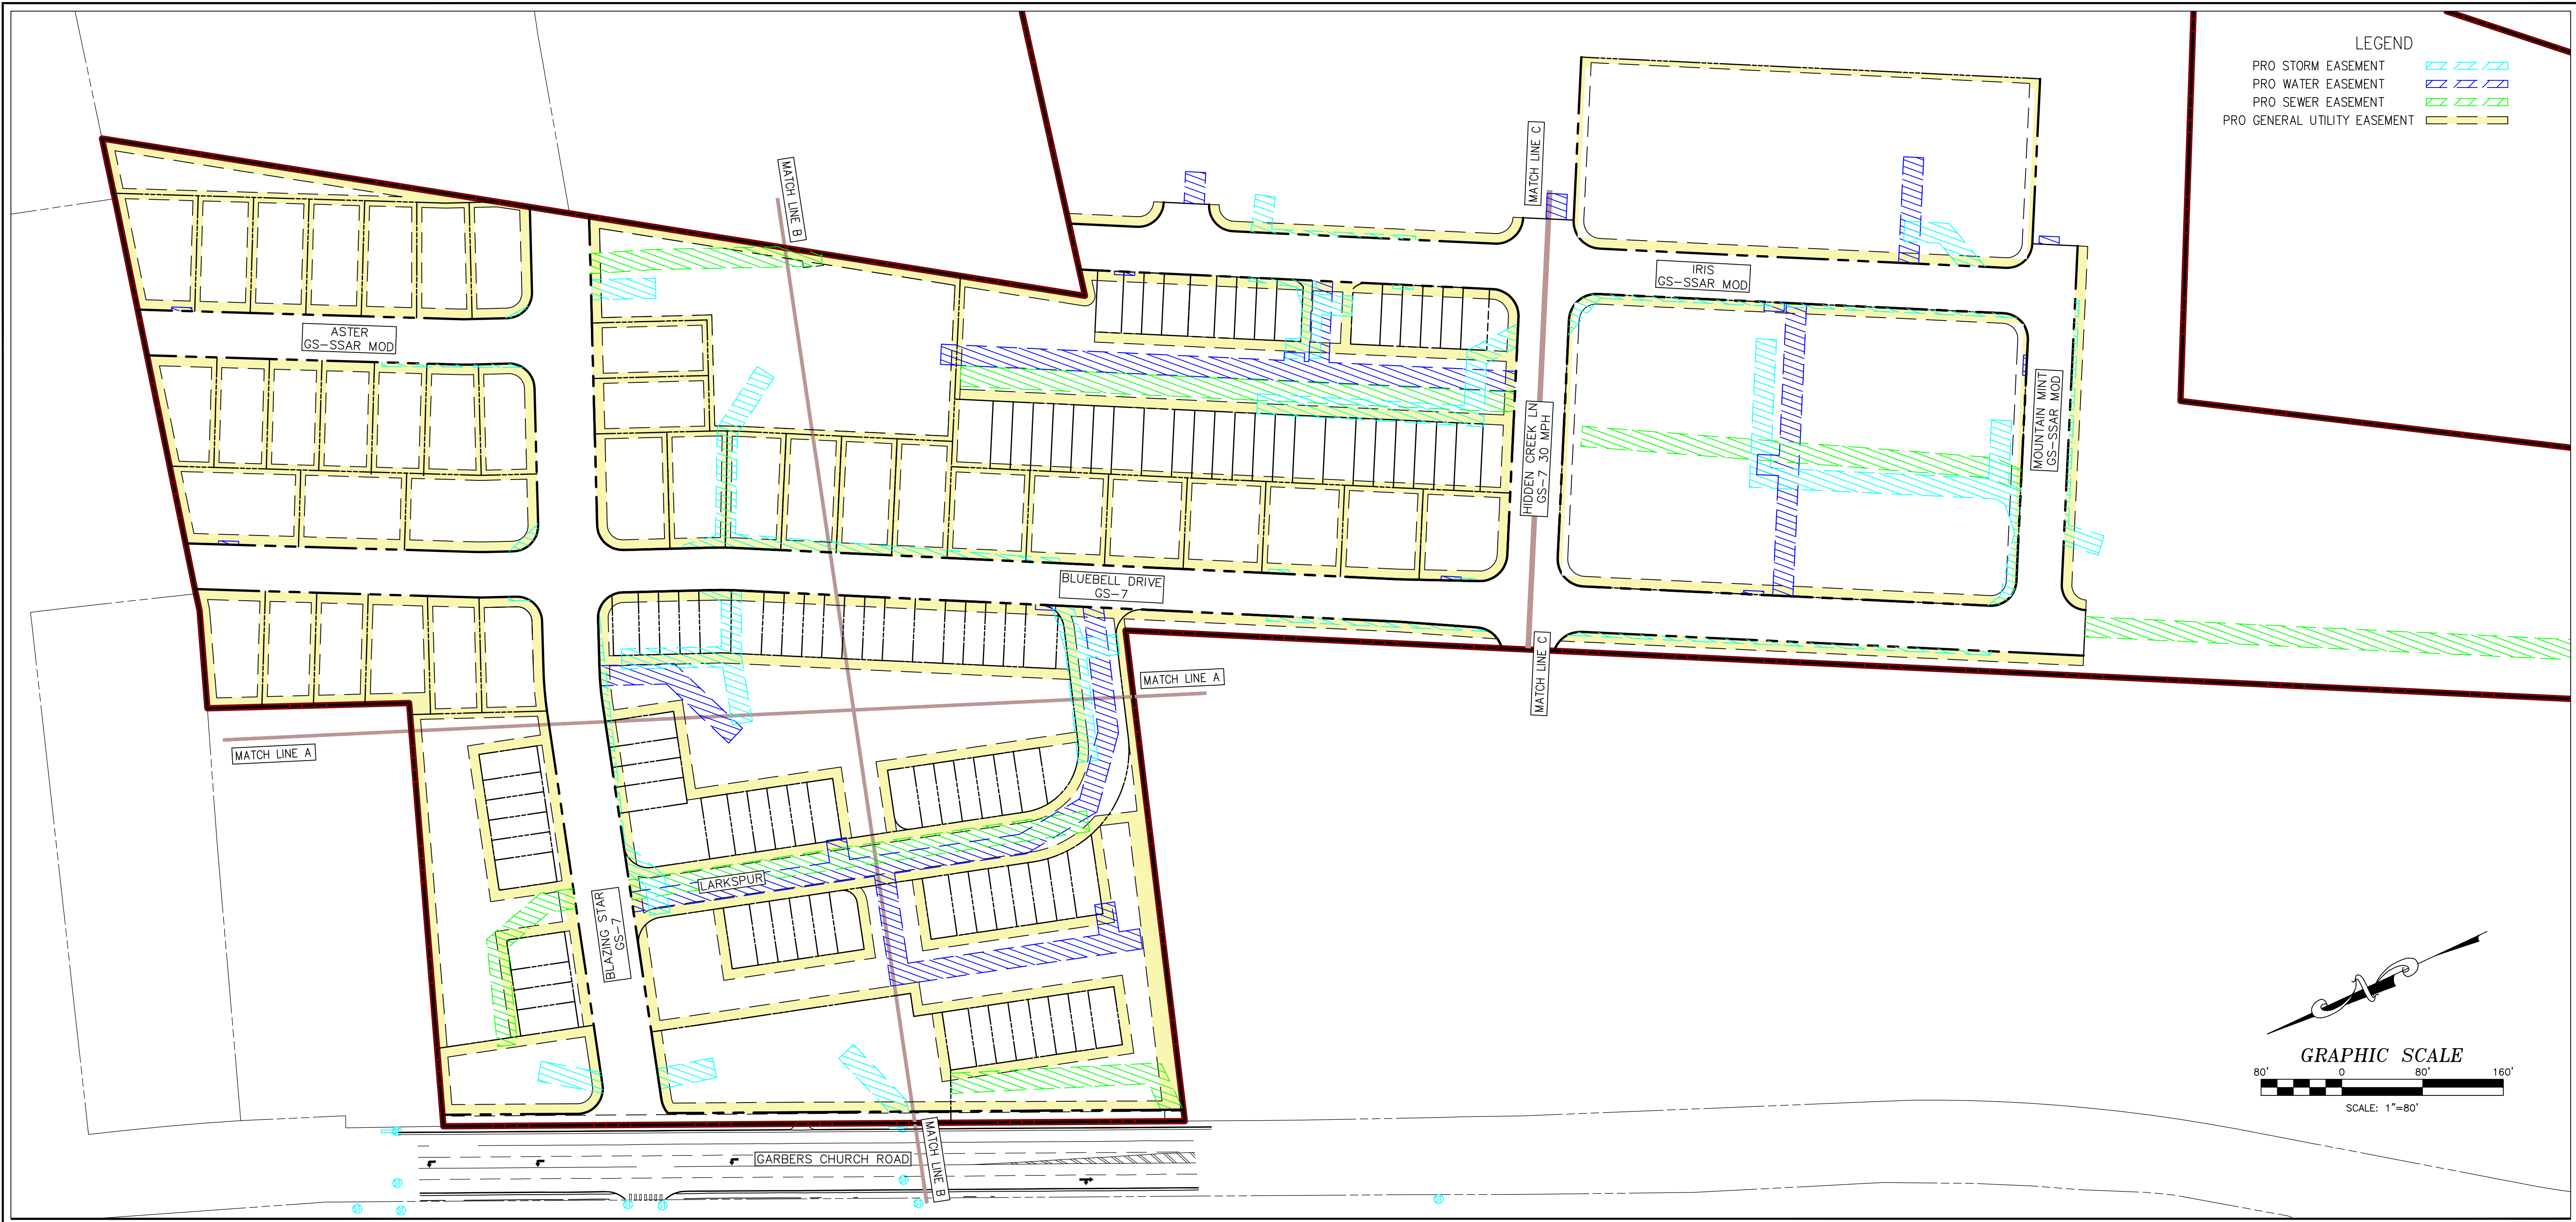 LEGEND
PRO STORM EASEMENT
PRO WATER EASEMENT
PRO SEWER EASEMENT
PRO GENERAL UTILITY EASEMENT
MATCH LINE C
MATCH LINE B
IRIS
GS-SSAR MOD
ASTER
GS-SSAR MOD
MOUNTAIN MINT
GS-SSAR MOD
HIDDEN CREEK LN
GS-7 30 MPH
BLUEBELL DRIVE
GS-7
MATCH LINE C
MATCH LINE A
MATCH LINE A
LARKSPUR
BLAZING STAR
GS-7
N
GRAPHIC SCALE
80' 0 80' 160'
SCALE: 1"=80'
GARBERS CHURCH ROAD
MATCH LINE B